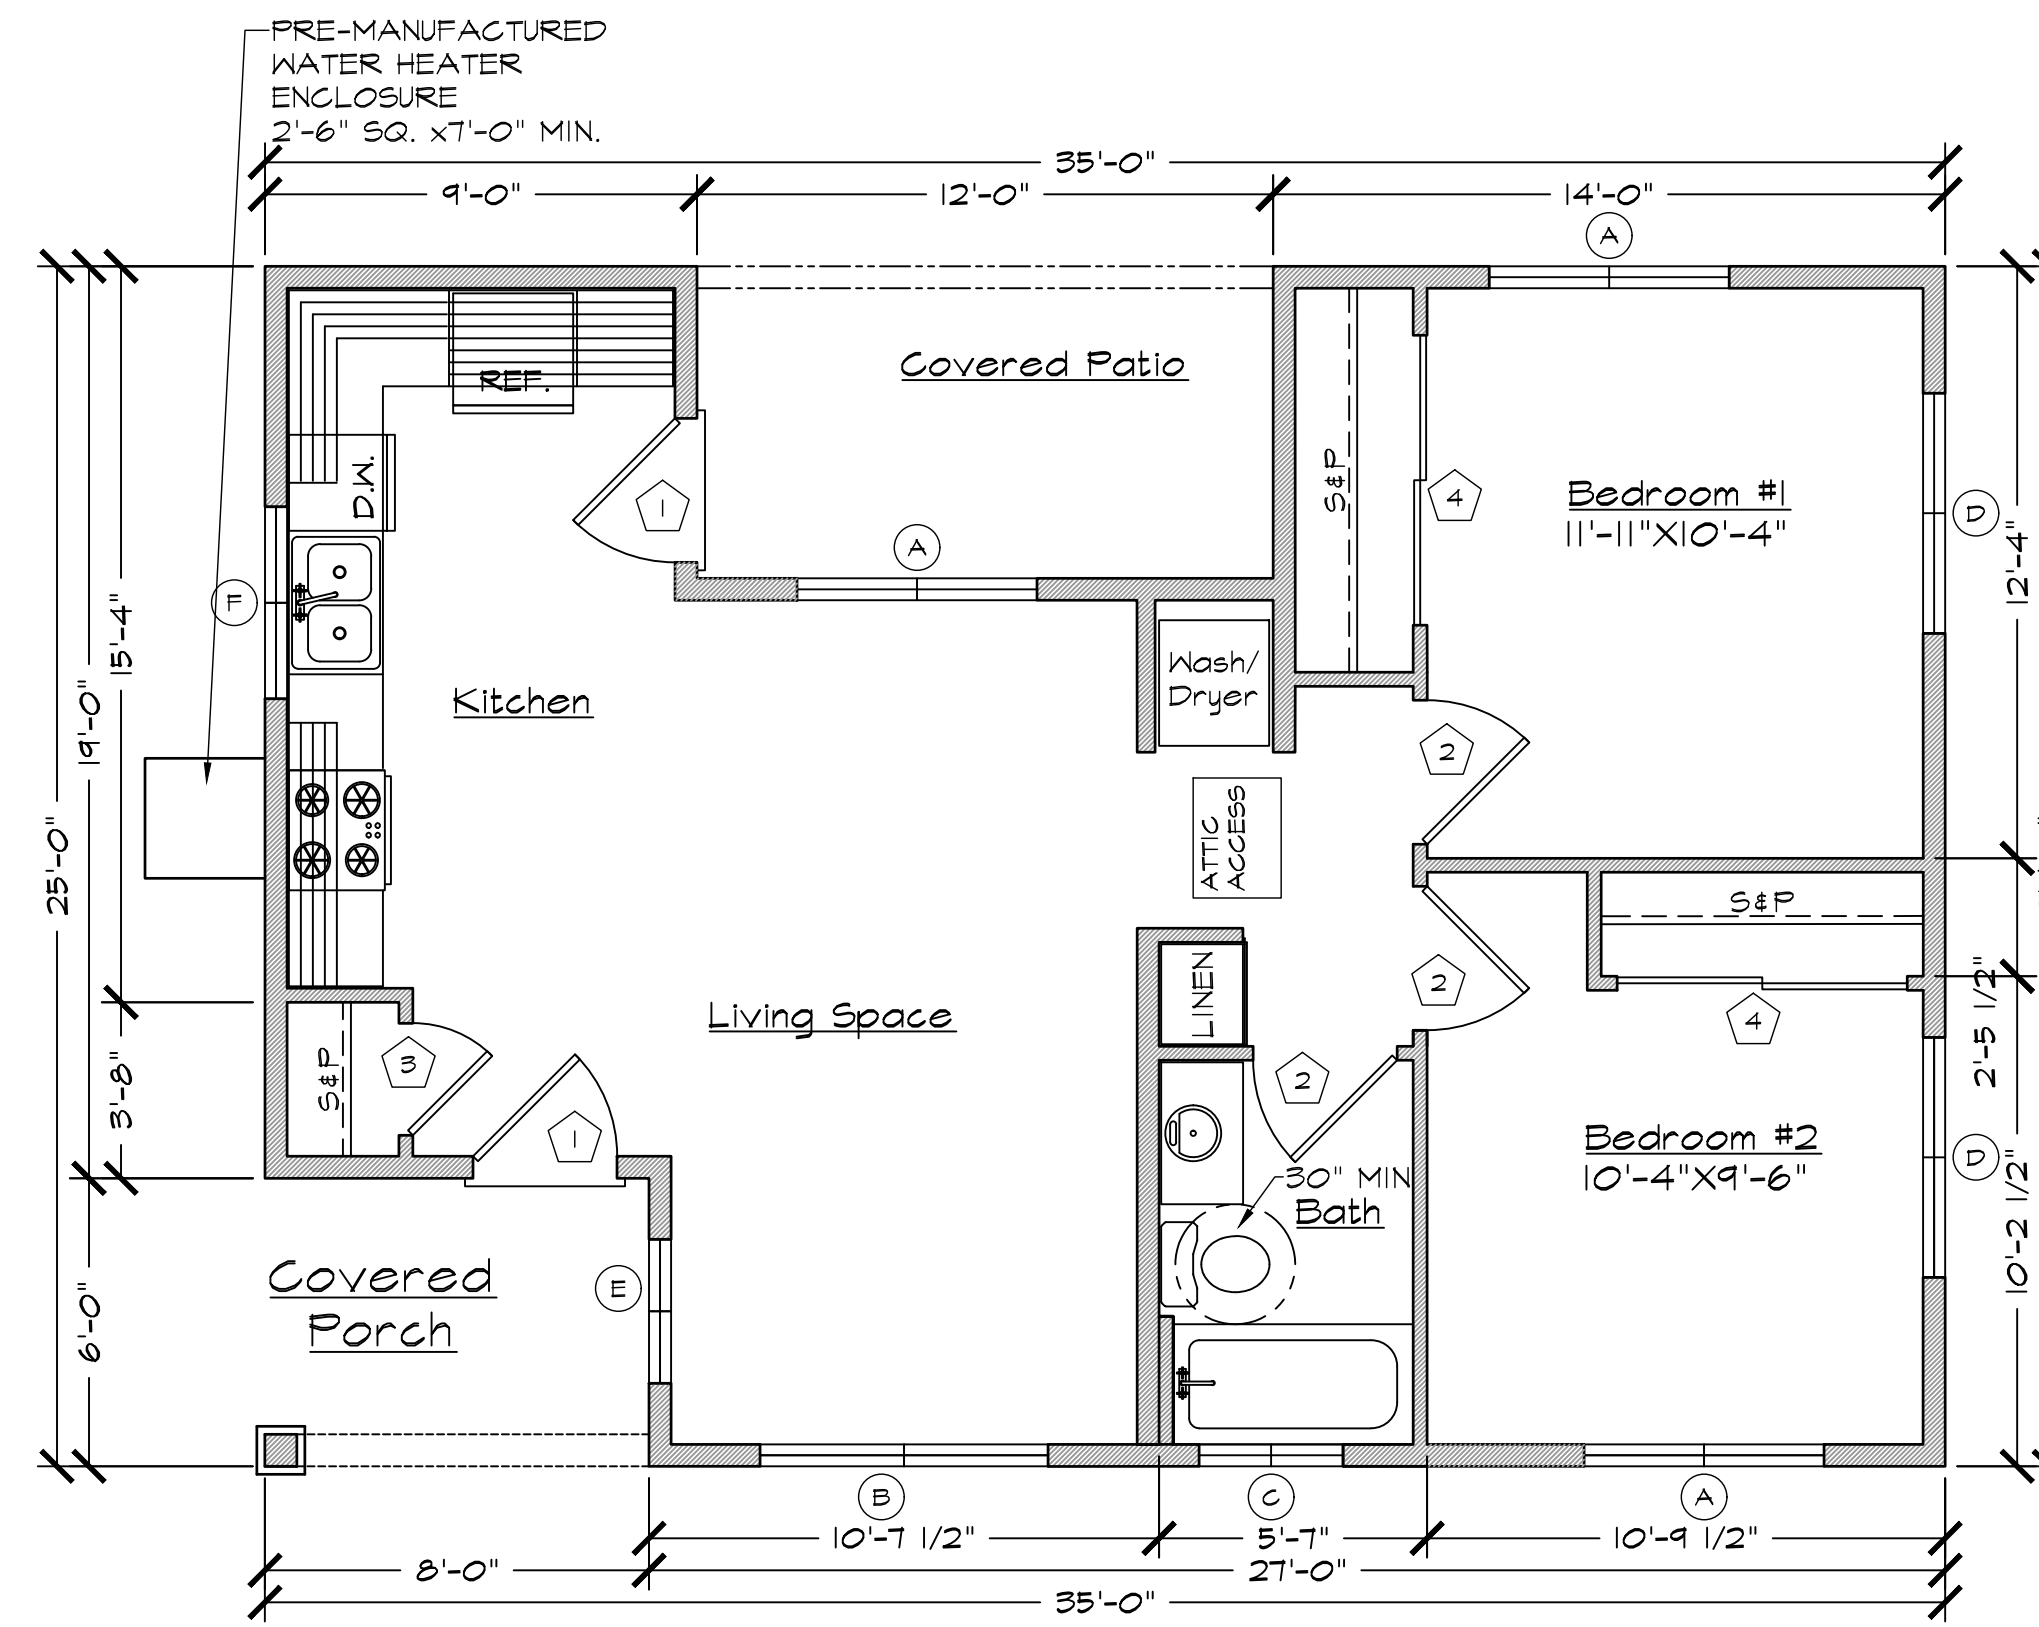 PRE-MANUFACTURED
WATER HEATER
ENCLOSURE
2'-6" SQ. x7'-0" MIN.
35'-0"
9'-0"
12'-0"
14'-0"
A
Covered Patio
REF.
D.W.
1
A
S&P
4
Bedroom #1
11'-11"X10'-4"
D
12'-4"
F
15'-4"
19'-0"
25'-0"
Kitchen
Wash/
Dryer
2
ATTIC
ACCESS
S&P
2
4
LINEN
Living Space
2'-5 1/2"
3'-8"
S&P
3
1
2
30" MIN
Bath
Bedroom #2
10'-4"X9'-6"
D
10'-2 1/2"
Covered
Porch
E
6'-0"
B
C
A
10'-7 1/2"
5'-7"
10'-9 1/2"
8'-0"
27'-0"
35'-0"